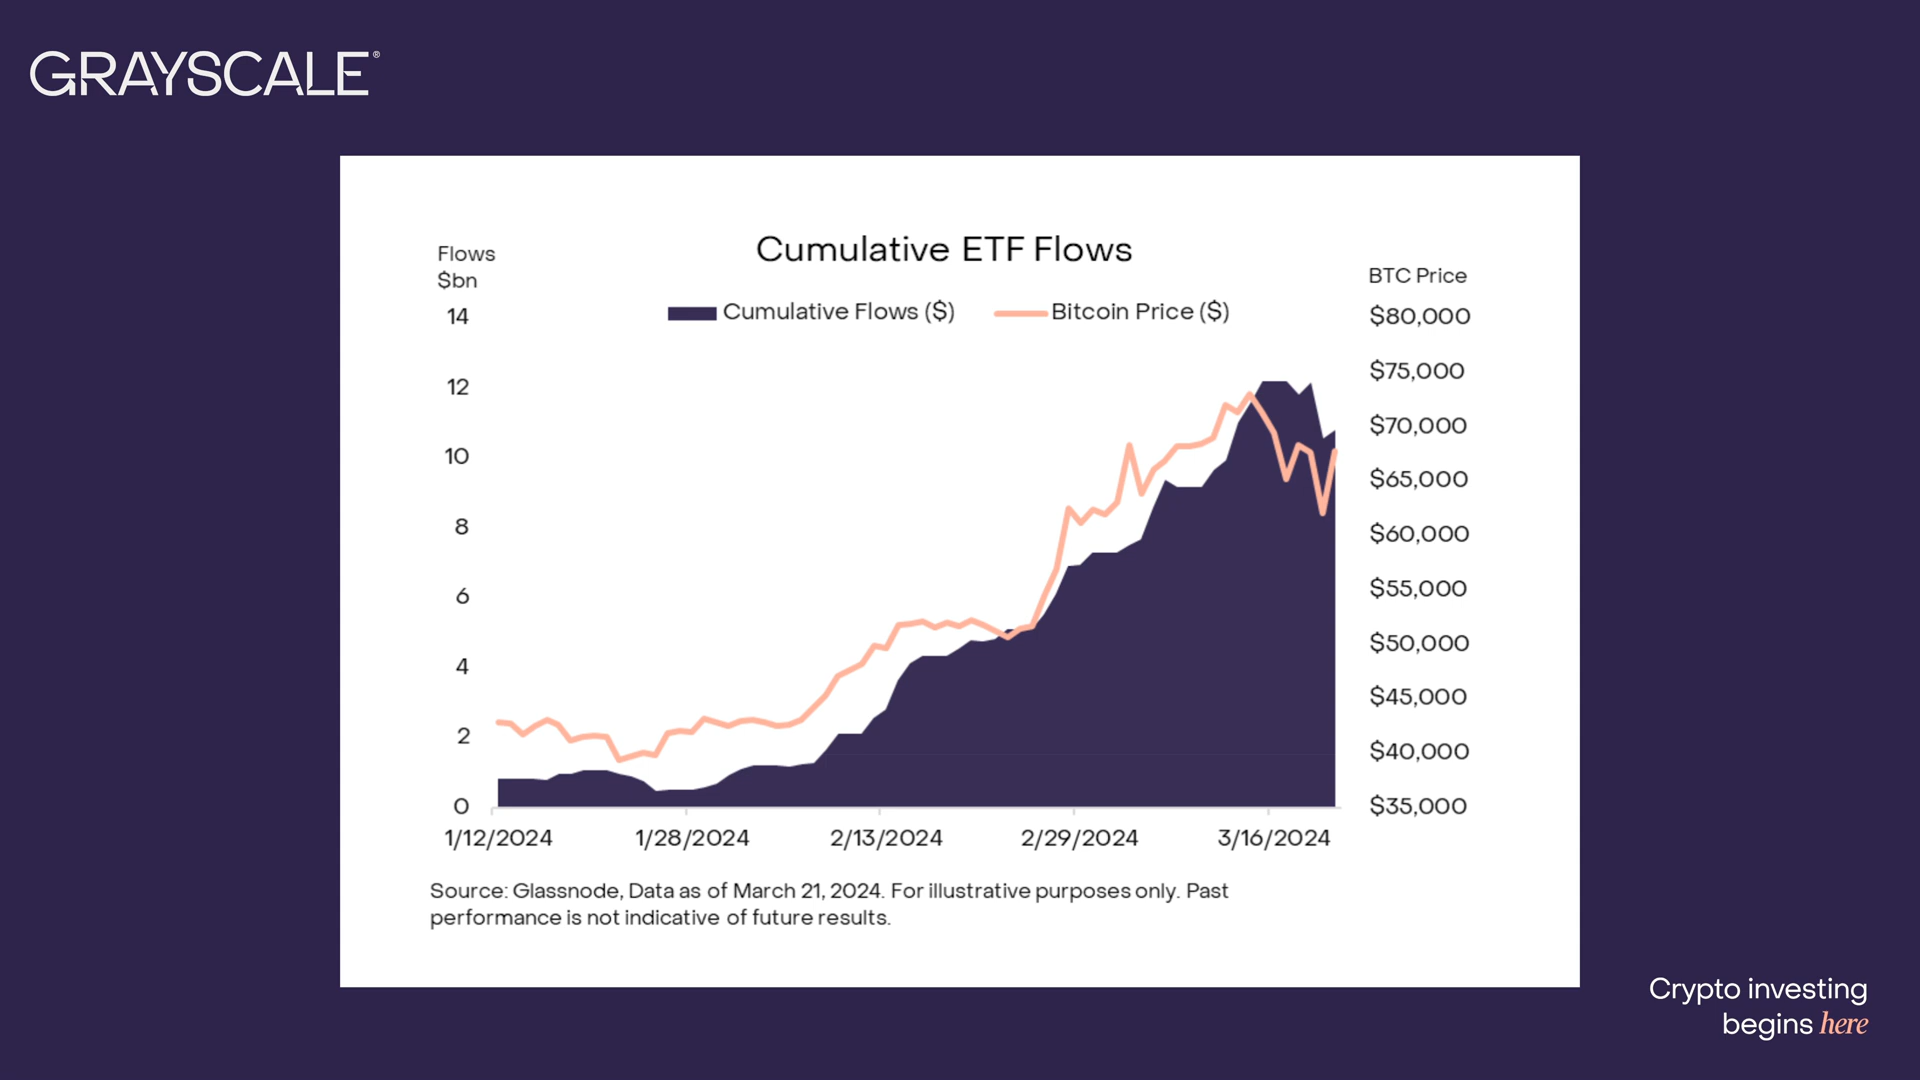 GRAYSCALE®
Cumulative ETF Flows
Flows
$bn
BTC Price
Cumulative Flows ($)
Bitcoin Price ($)
14
12
10
8
6
4
2
0
$80,000
$75,000
$70,000
$65,000
$60,000
$55,000
$50,000
$45,000
$40,000
$35,000
1/12/2024 1/28/2024 2/13/2024 2/29/2024 3/16/2024
Source: Glassnode, Data as of March 21, 2024. For illustrative purposes only. Past
performance is not indicative of future results.
Crypto investing
begins here